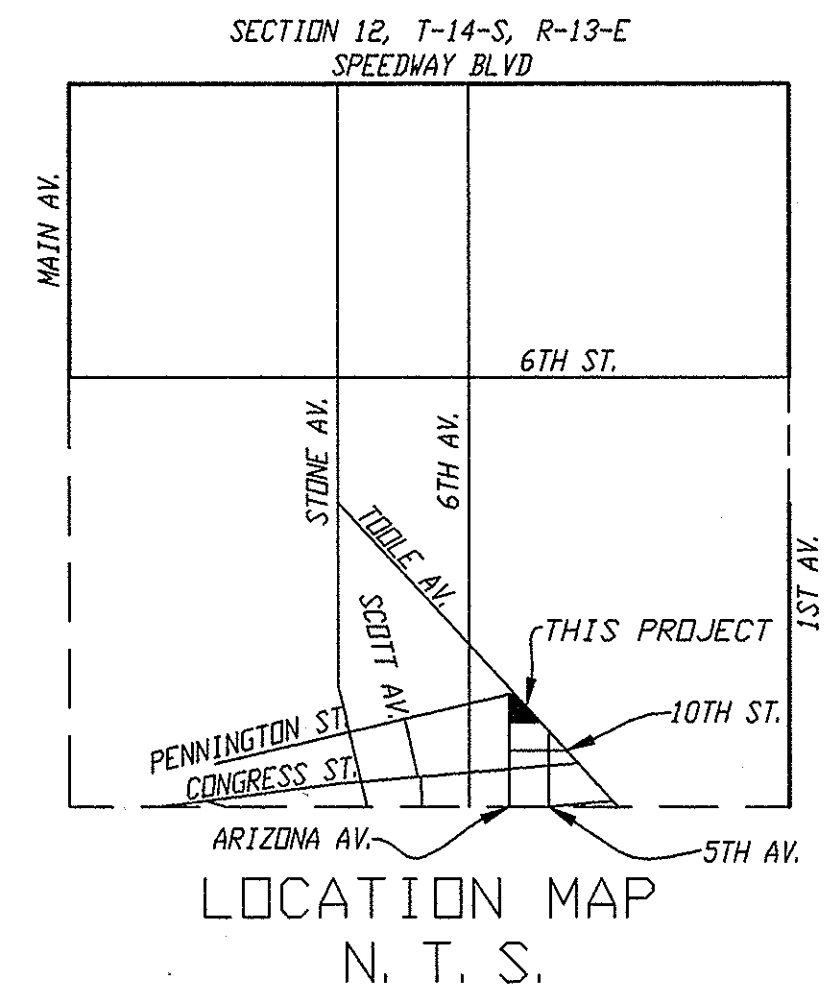 SECTION 12, T-14-S, R-13-E
SPEEDWAY BLVD
MAIN AV.
6TH ST.
STONE AV.
6TH AV.
TOOLE AV.
1ST AV.
SCOTT AV.
THIS PROJECT
10TH ST.
PENNINGTON ST.
CONGRESS ST.
ARIZONA AV.
5TH AV.
LOCATION MAP
N. T. S.